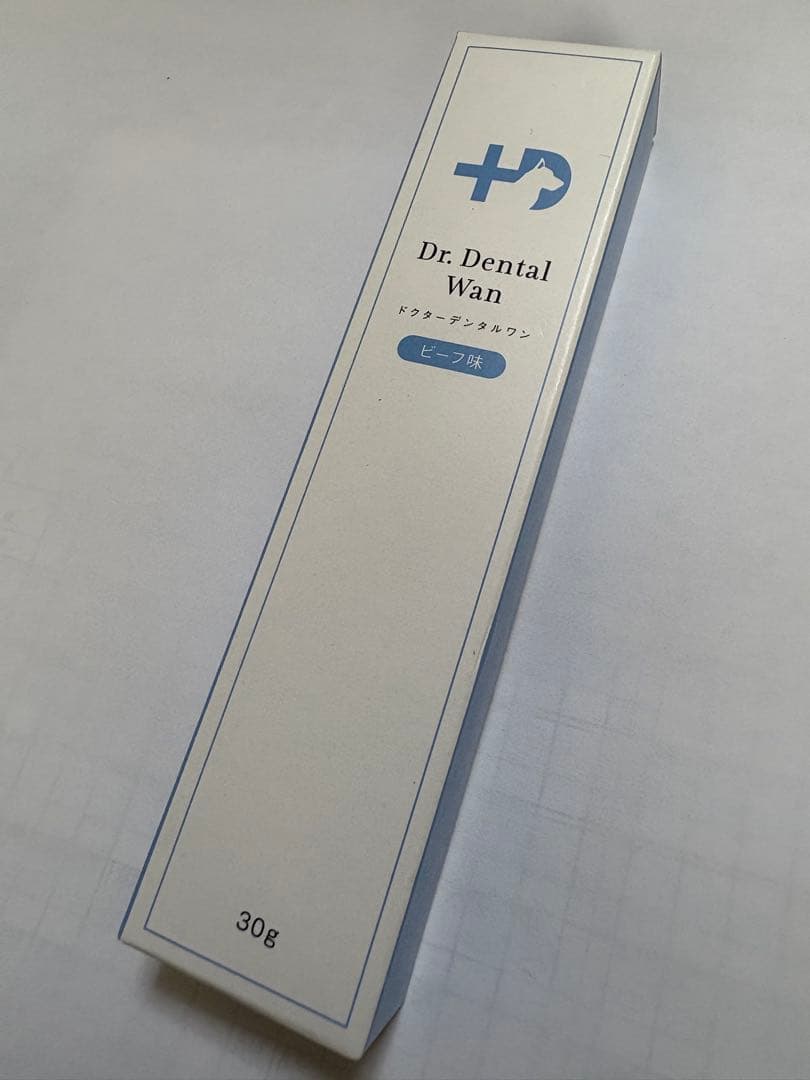 Dr. Dental
Wan
ドクターデンタルワン
ビーフ味
30g